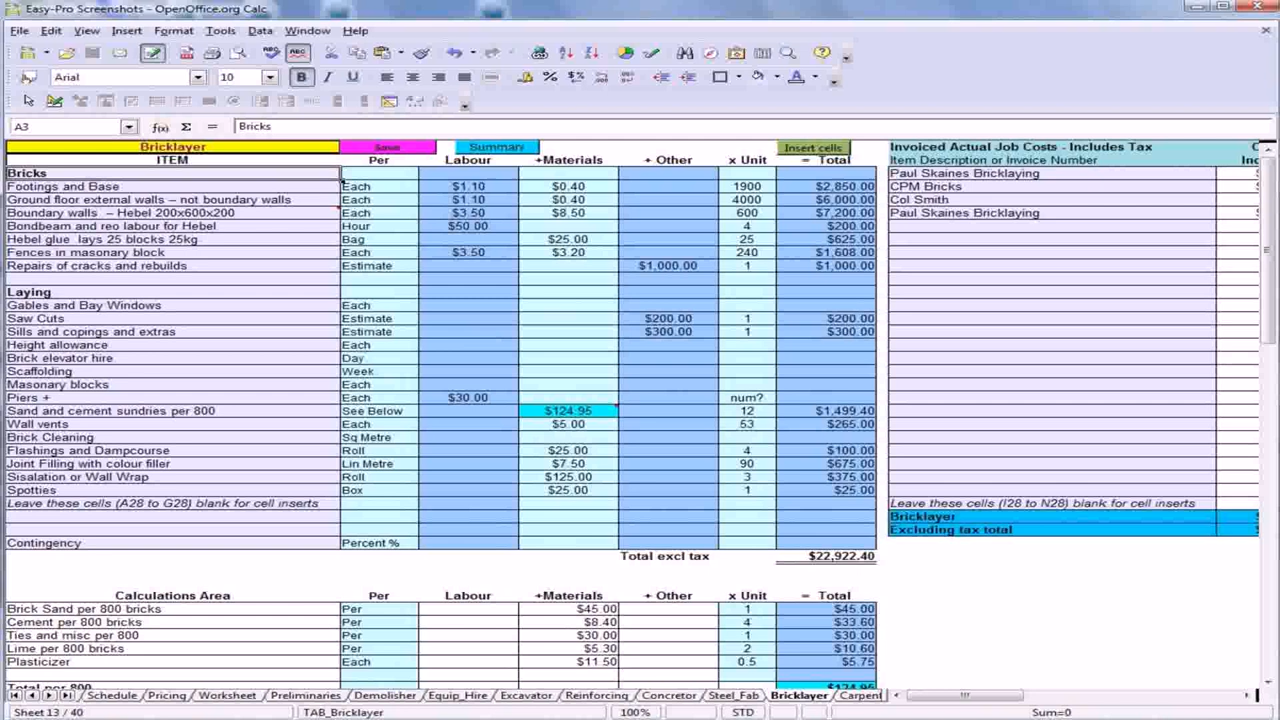 Easy-Pro Screenshots - OpenOffice.org Calc
File Edit View Insert Format Tools Data Window Help
Arial 10
A3 Bricks
Bricklayer Summary Insert cells Invoiced Actual Job Costs - Includes Tax
ITEM Per Labour +Materials + Other x Unit = Total Item Description or Invoice Number
Bricks Paul Skaines Bricklaying
Footings and Base Each $1.10 $0.40 1900 $2,850.00 CPM Bricks
Ground floor external walls – not boundary walls Each $1.10 $0.40 4000 $6,000.00 Col Smith
Boundary walls – Hebel 200x600x200 Each $3.50 $8.50 600 $7,200.00 Paul Skaines Bricklaying
Bondbeam and reo labour for Hebel Hour $50.00 4 $200.00
Hebel glue lays 25 blocks 25kg Bag $25.00 25 $625.00
Fences in masonary block Each $3.50 $3.20 240 $1,608.00
Repairs of cracks and rebuilds Estimate $1,000.00 1 $1,000.00
Laying
Gables and Bay Windows Each
Saw Cuts Estimate $200.00 1 $200.00
Sills and copings and extras Estimate $300.00 1 $300.00
Height allowance Each
Brick elevator hire Day
Scaffolding Week
Masonary blocks Each
Piers + Each $30.00 num?
Sand and cement sundries per 800 See Below $124.95 12 $1,499.40
Wall vents Each $5.00 53 $265.00
Brick Cleaning Sq Metre
Flashings and Dampcourse Roll $25.00 4 $100.00
Joint Filling with colour filler Lin Metre $7.50 90 $675.00
Sisalation or Wall Wrap Roll $125.00 3 $375.00
Spotties Box $25.00 1 $25.00
Leave these cells (A28 to G28) blank for cell inserts Leave these cells (I28 to N28) blank for cell inserts
Bricklayer
Excluding tax total
Contingency Percent %
Total excl tax $22,922.40
Calculations Area Per Labour +Materials + Other x Unit = Total
Brick Sand per 800 bricks Per $45.00 1 $45.00
Cement per 800 bricks Per $8.40 4 $33.60
Ties and misc per 800 Per $30.00 1 $30.00
Lime per 800 bricks Per $5.30 2 $10.60
Plasticizer Each $11.50 0.5 $5.75
Total per 800 $124.95
Schedule Pricing Worksheet Preliminaries Demolisher Equip_Hire Excavator Reinforcing Concretor Steel_Fab Bricklayer Carpent
Sheet 13 / 40 TAB_Bricklayer 100% STD Sum=0